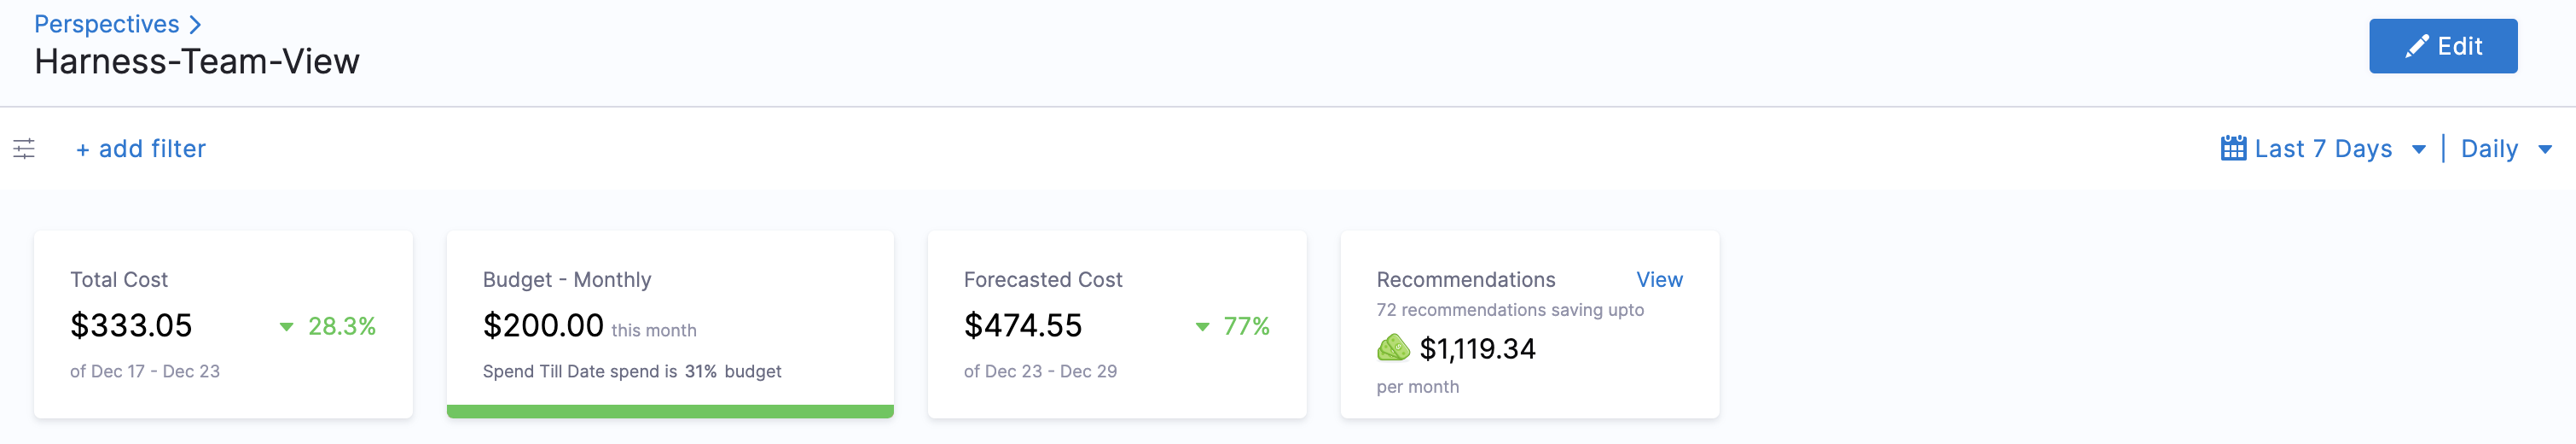 Perspectives >
Harness-Team-View
Edit
+ add filter
Last 7 Days | Daily
Total Cost
$333.05 28.3%
of Dec 17 - Dec 23
Budget - Monthly
$200.00 this month
Spend Till Date spend is 31% budget
Forecasted Cost
$474.55 77%
of Dec 23 - Dec 29
Recommendations View
72 recommendations saving upto
$1,119.34
per month